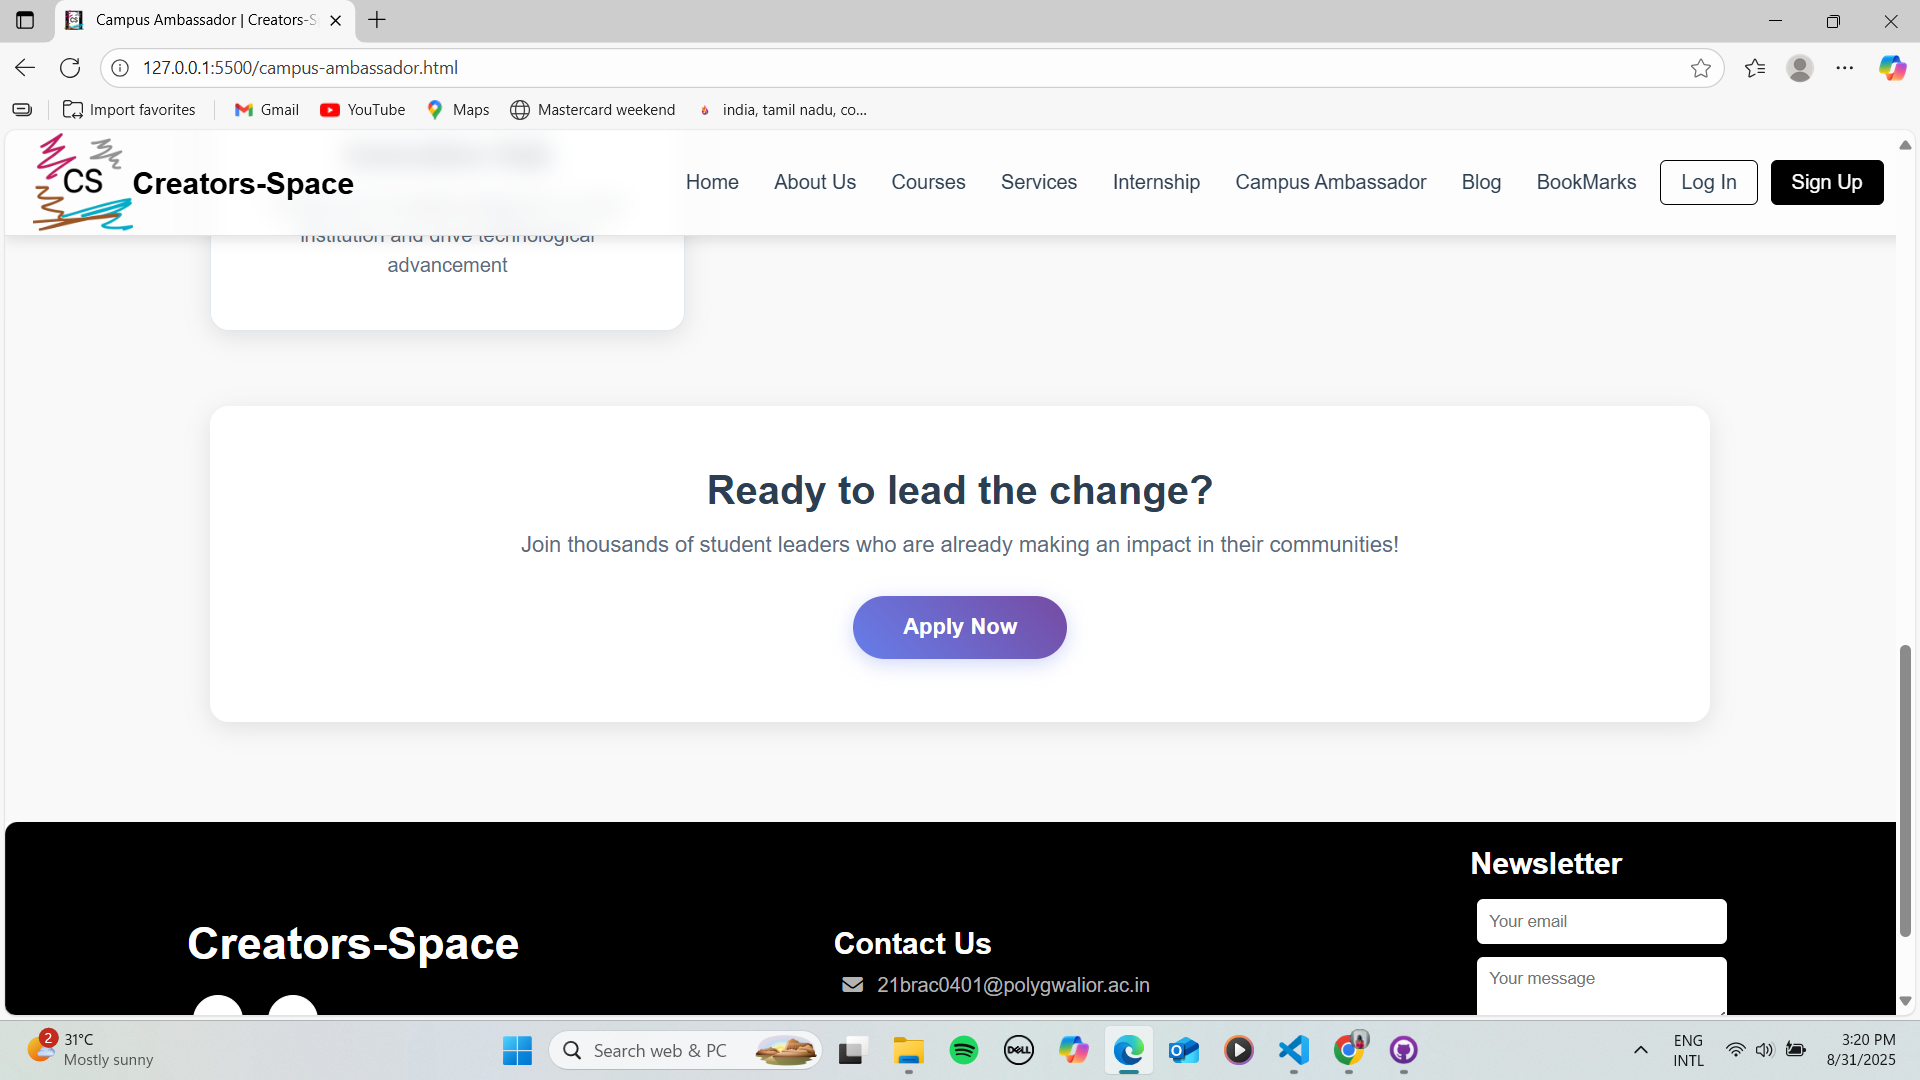 Campus Ambassador | Creators-S
127.0.0.1:5500/campus-ambassador.html
Import favorites
Gmail
YouTube
Maps
Mastercard weekend
india, tamil nadu, co...
CS
Creators-Space
Home
About Us
Courses
Services
Internship
Campus Ambassador
Blog
BookMarks
Log In
Sign Up
institution and drive technological
advancement
Ready to lead the change?
Join thousands of student leaders who are already making an impact in their communities!
Apply Now
Creators-Space
Contact Us
21brac0401@polygwalior.ac.in
Newsletter
Your email
Your message
2
31°C
Mostly sunny
Search web & PC
DELL
ENG
INTL
3:20 PM
8/31/2025